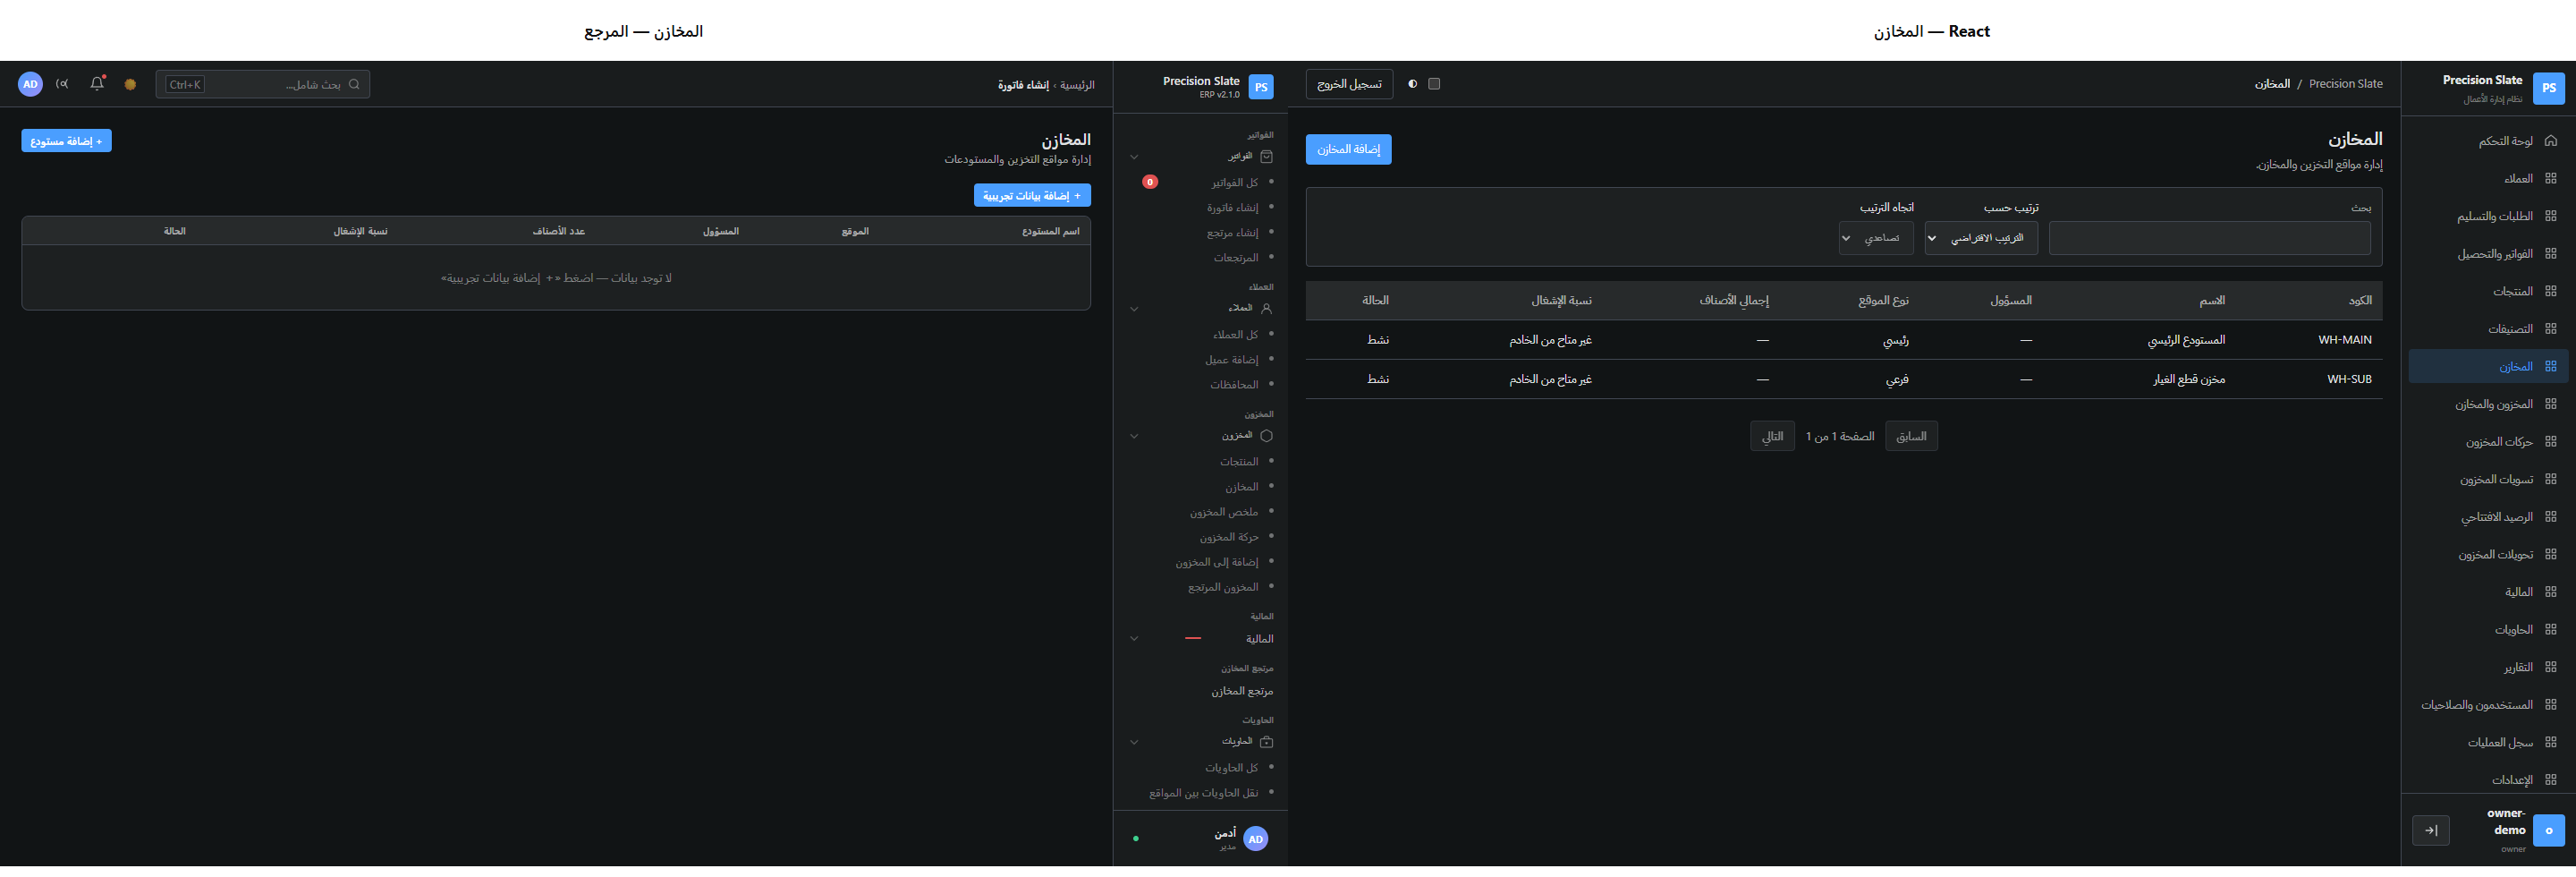 React — المخازن
Precision Slate
نظام إدارة الأعمال
PS
لوحة التحكم
العملاء
الطلبات والتسليم
الفواتير والتحصيل
المنتجات
التصنيفات
المخازن
المخزون والمخازن
حركات المخزون
تسويات المخزون
الرصيد الافتتاحي
تحويلات المخزون
المالية
الحاويات
التقارير
المستخدمون والصلاحيات
سجل العمليات
الإعدادات
owner-
demo
owner
o
Precision Slate / المخازن
تسجيل الخروج
المخازن
إدارة مواقع التخزين والمخازن.
إضافة المخازن
بحث
ترتيب حسب
اتجاه الترتيب
الترتيب الافتراضي
تصاعدي
الكود الاسم المسؤول نوع الموقع إجمالي الأصناف نسبة الإشغال الحالة
WH-MAIN المستودع الرئيسي — رئيسي — غير متاح من الخادم نشط
WH-SUB مخزن قطع الغيار — فرعي — غير متاح من الخادم نشط
السابق الصفحة 1 من 1 التالي
المخازن — المرجع
Precision Slate
ERP v2.1.0
PS
الفواتير
الفواتير
كل الفواتير
0
إنشاء فاتورة
إنشاء مرتجع
المرتجعات
العملاء
العملاء
كل العملاء
إضافة عميل
المحافظات
المخزون
المخزون
المنتجات
المخازن
ملخص المخزون
حركة المخزون
إضافة إلى المخزون
المخزون المرتجع
المالية
المالية
مرتجع المخازن
مرتجع المخازن
الحاويات
الحاويات
كل الحاويات
نقل الحاويات بين المواقع
أدمن
مدير
AD
الرئيسية › إنشاء فاتورة
بحث شامل...
Ctrl+K
AD
المخازن
إدارة مواقع التخزين والمستودعات
+ إضافة مستودع
+ إضافة بيانات تجريبية
اسم المستودع الموقع المسؤول عدد الأصناف نسبة الإشغال الحالة
لا توجد بيانات — اضغط «+ إضافة بيانات تجريبية»